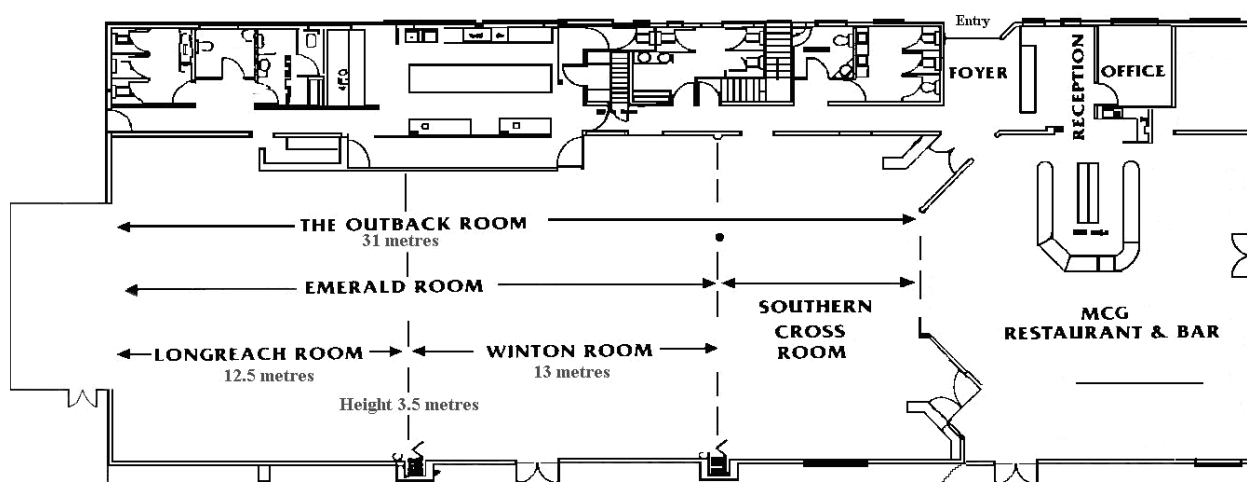 Entry
FOYER
RECEPTION
OFFICE
THE OUTBACK ROOM
31 metres
EMERALD ROOM
SOUTHERN
CROSS
ROOM
MCG
RESTAURANT & BAR
LONGREACH ROOM
12.5 metres
WINTON ROOM
13 metres
Height 3.5 metres